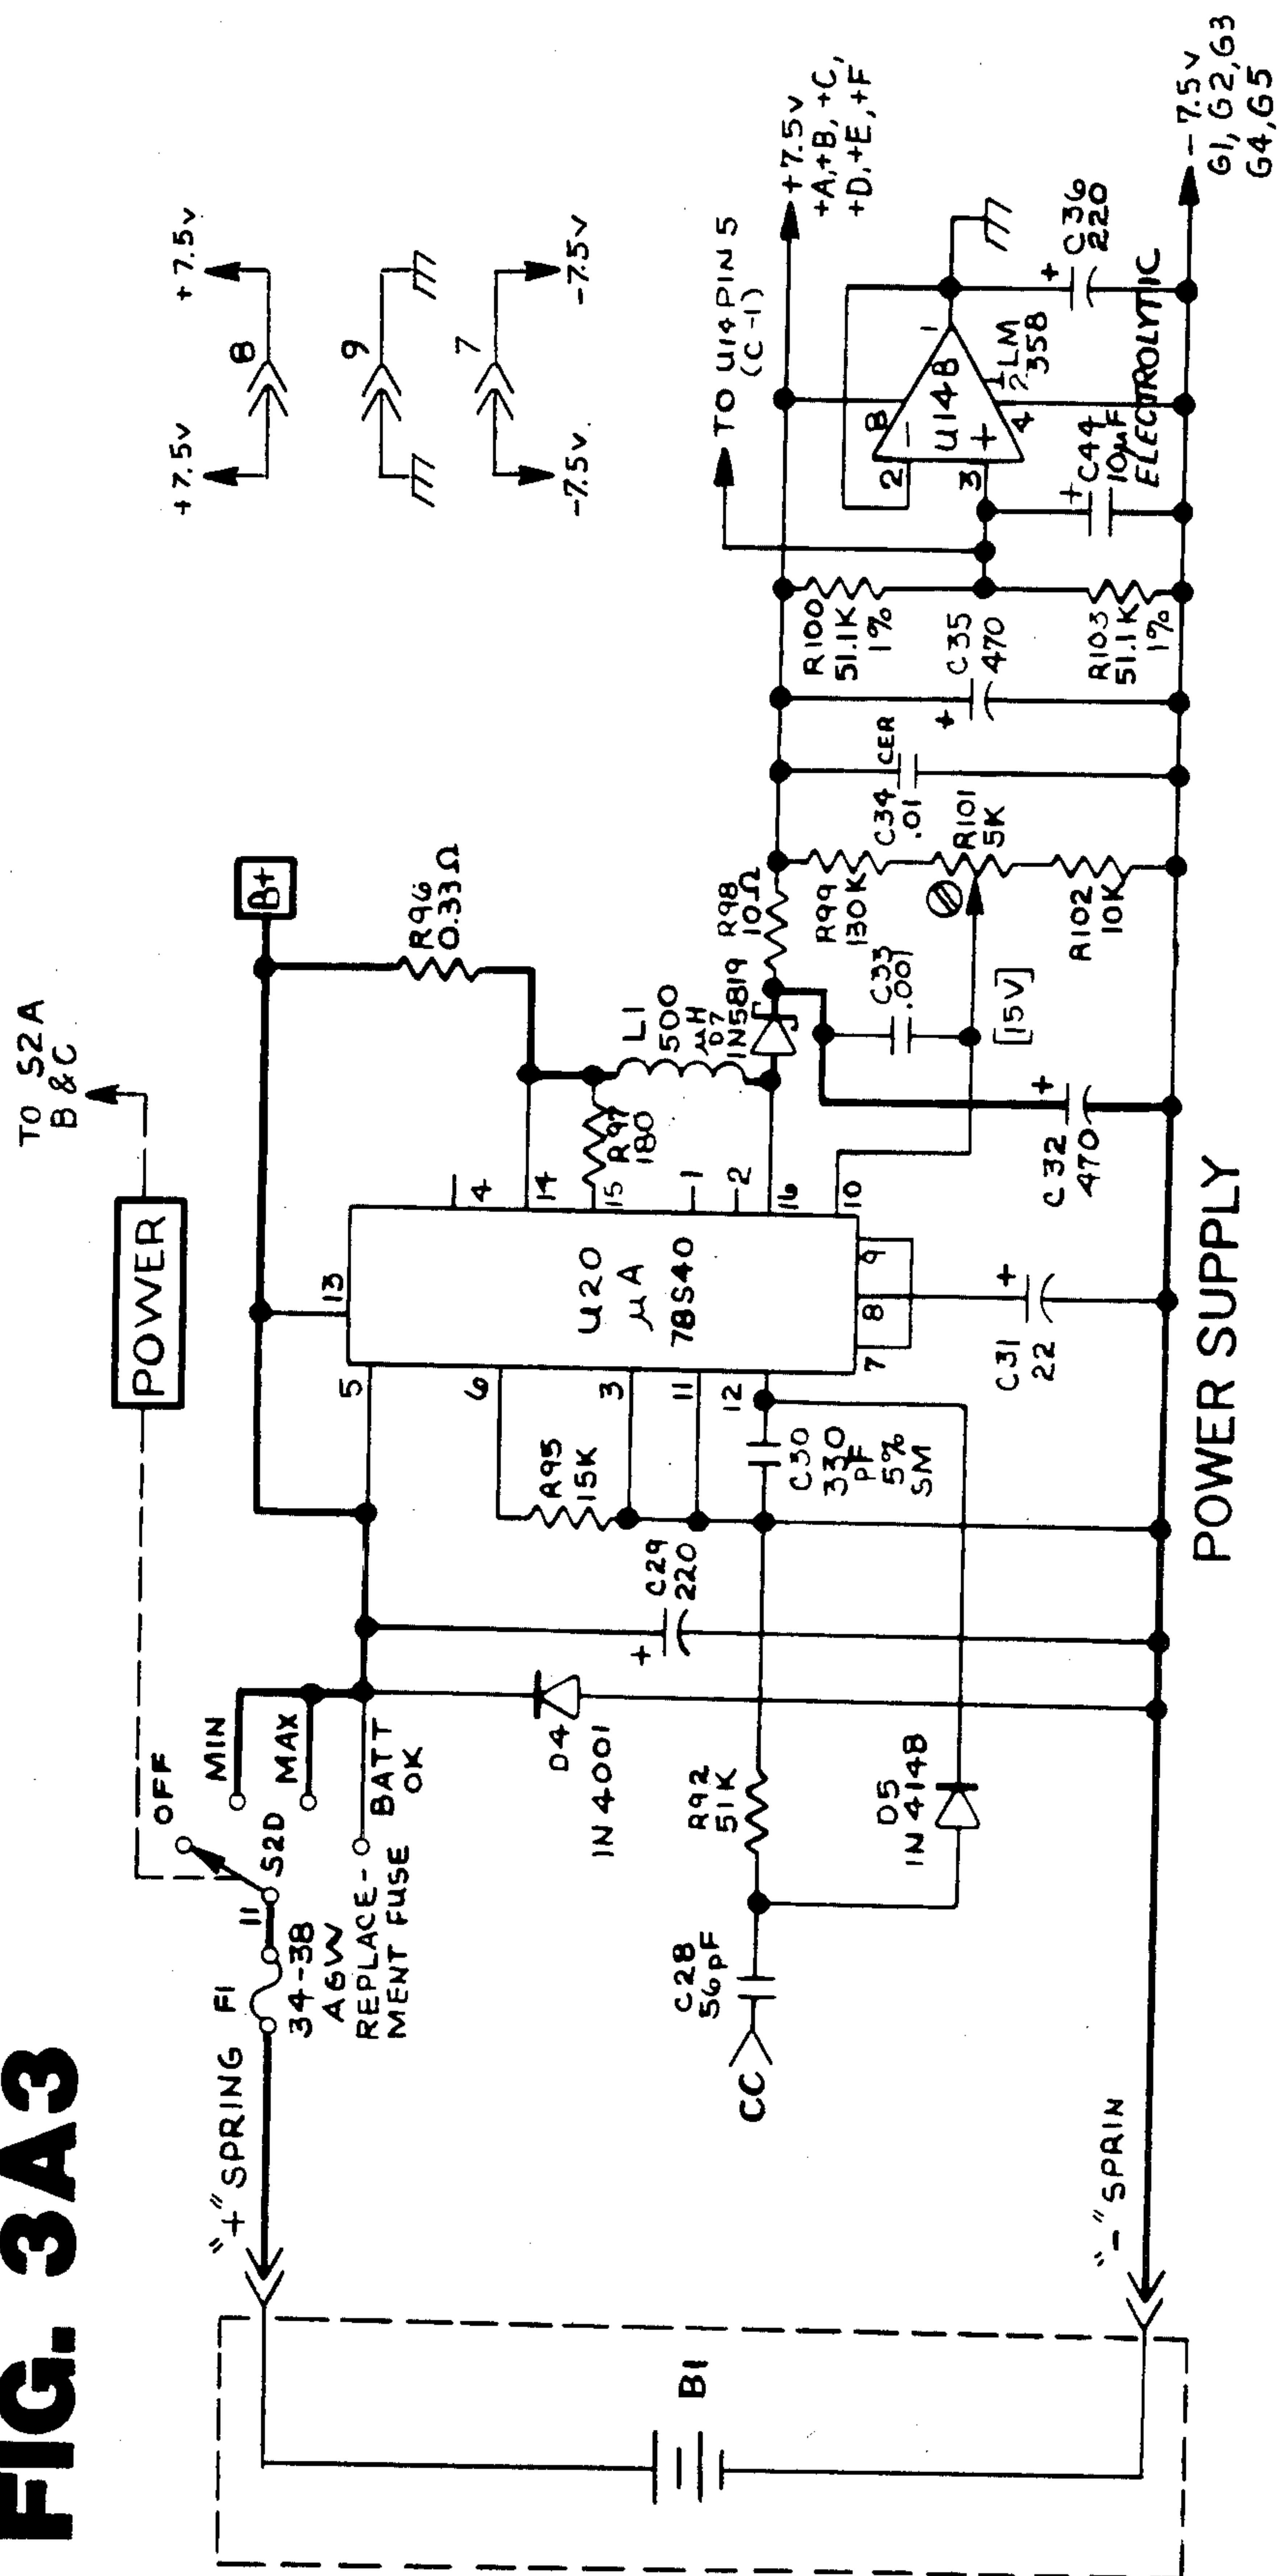 FIG. 3A3
"+" SPRING
F1
34-38
AGW
REPLACE-
MENT FUSE
11
S2D
OFF
MIN
MAX
BATT
OK
POWER
TO S2A
B & C
B+
B1
"-" SPRIN
CC
C28
56pF
R92
51K
D5
1N4148
D4
1N4001
C29
220
R95
15K
C30
330
pF
5%
SM
5
6
3
11
12
13
U20
µA
78S40
7
8
9
4
14
15
1
2
16
10
C31
22
R96
0.33Ω
R97
180
L1
500
µH
D7
1N5819
R98
10Ω
C32
470
C33
.001
[15V]
R99
130K
R101
5K
R102
10K
C34
.01
CER
C35
470
R100
51.1K
1%
R103
51.1K
1%
TO U14 PIN 5
(C-1)
2
3
8
4
1
U14B
½ LM
358
C44
10µF
ELECTROLYTIC
C36
220
+7.5v
+A,+B,+C,
+D,+E,+F
-7.5v
G1,G2,G3
G4,G5
+7.5v
8
+7.5v
9
-7.5v.
7
-7.5v
POWER SUPPLY